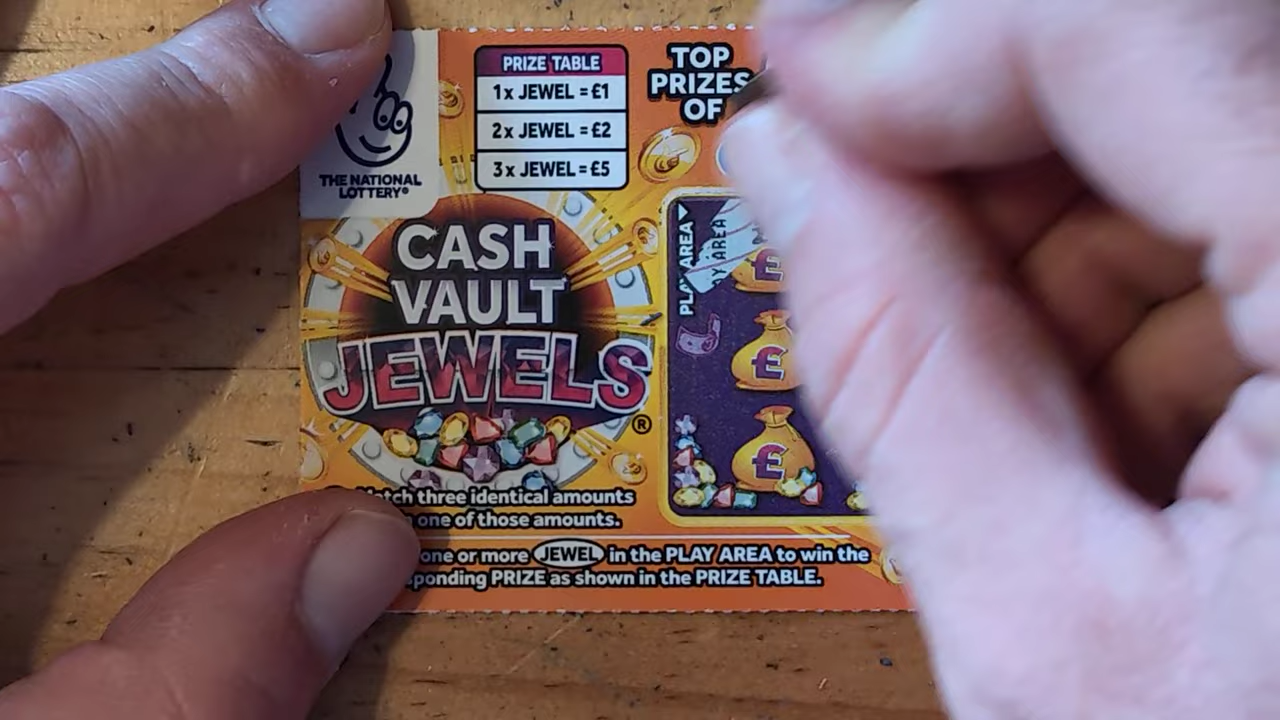 THE NATIONAL
LOTTERY®
PRIZE TABLE
1x JEWEL = £1
2x JEWEL = £2
3x JEWEL = £5
TOP
PRIZES
OF
CASH
VAULT
JEWELS®
PLAY AREA
AREA
£
£
£
three identical amounts
one of those amounts.
one or more JEWEL in the PLAY AREA to win the
PRIZE as shown in the PRIZE TABLE.